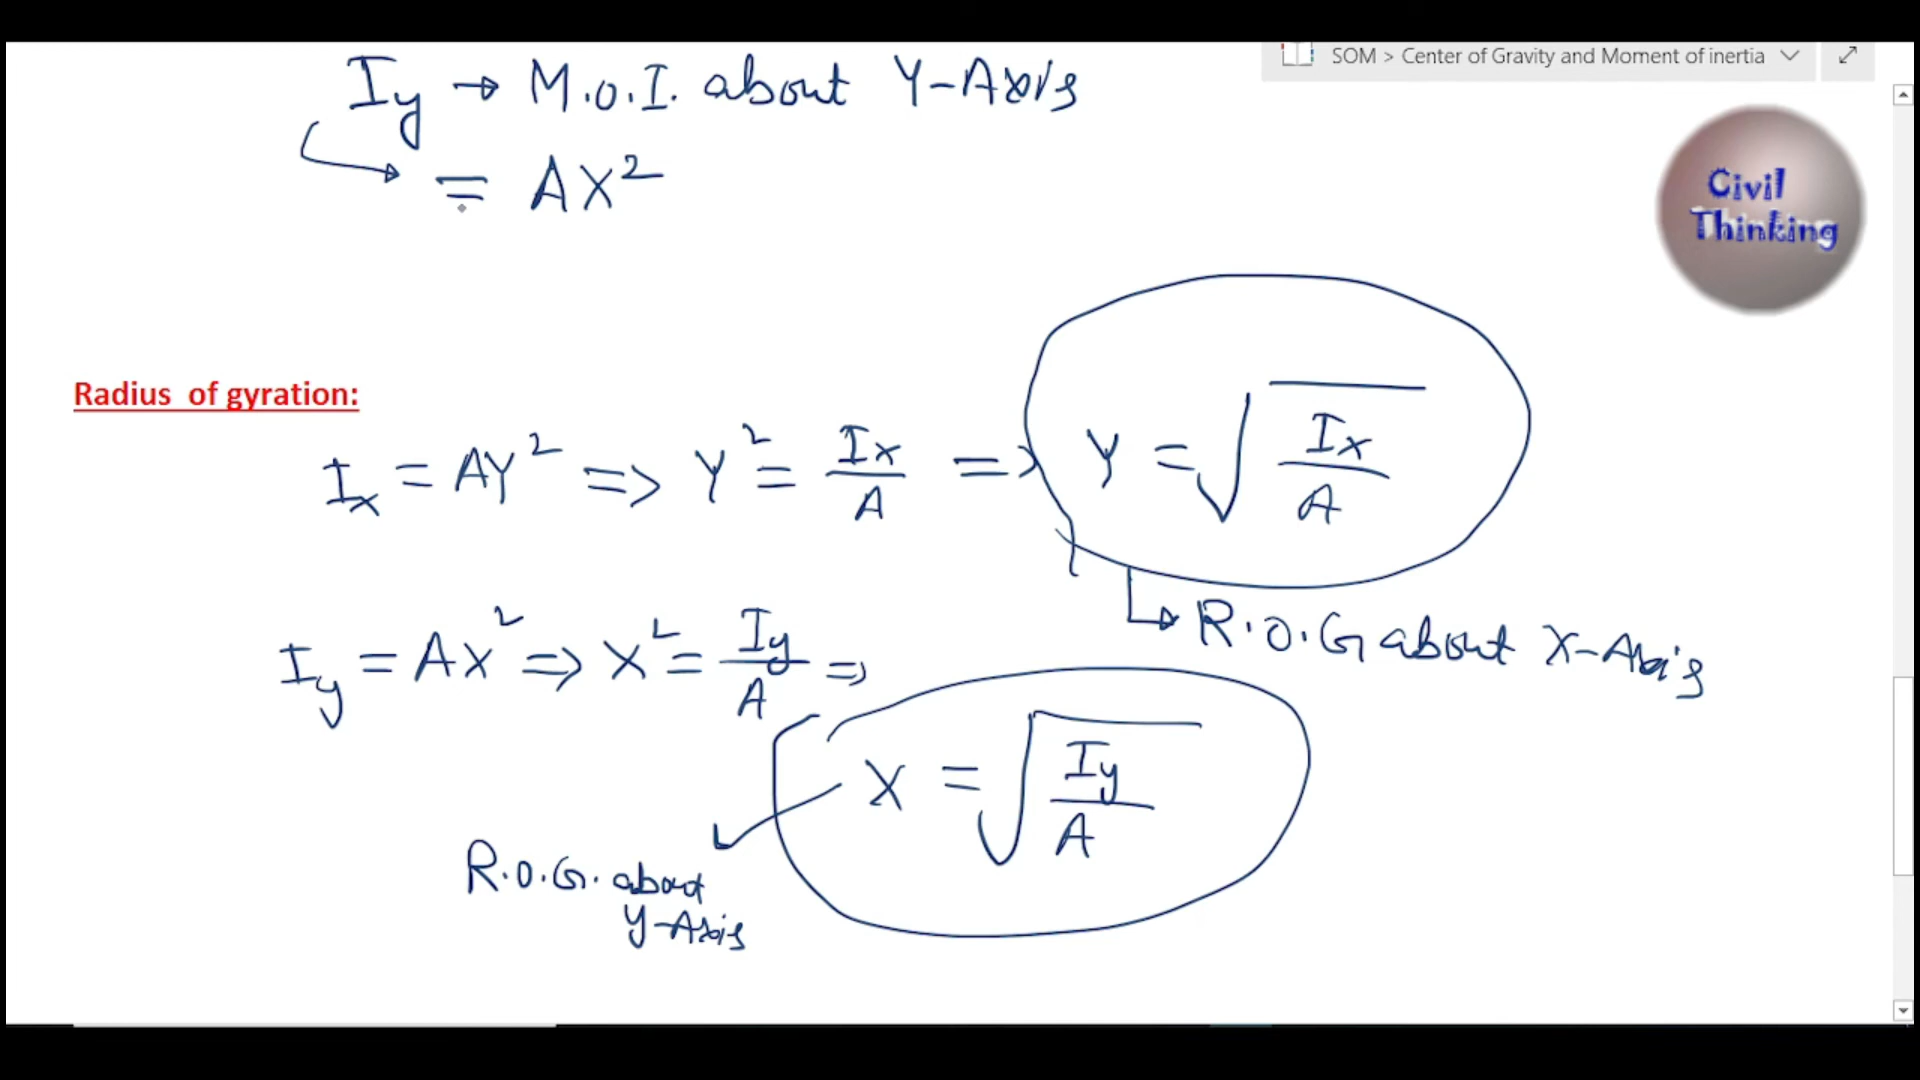 SOM > Center of Gravity and Moment of inertia
Iy → M.O.I. about Y-Axis
= AX²
Civil
Thinking
Radius of gyration:
Ix = AY² => Y² = Ix/A => Y = √(Ix/A)
R.O.G about X-Axis
Iy = AX² => X² = Iy/A =>
X = √(Iy/A)
R.O.G. about
Y-Axis